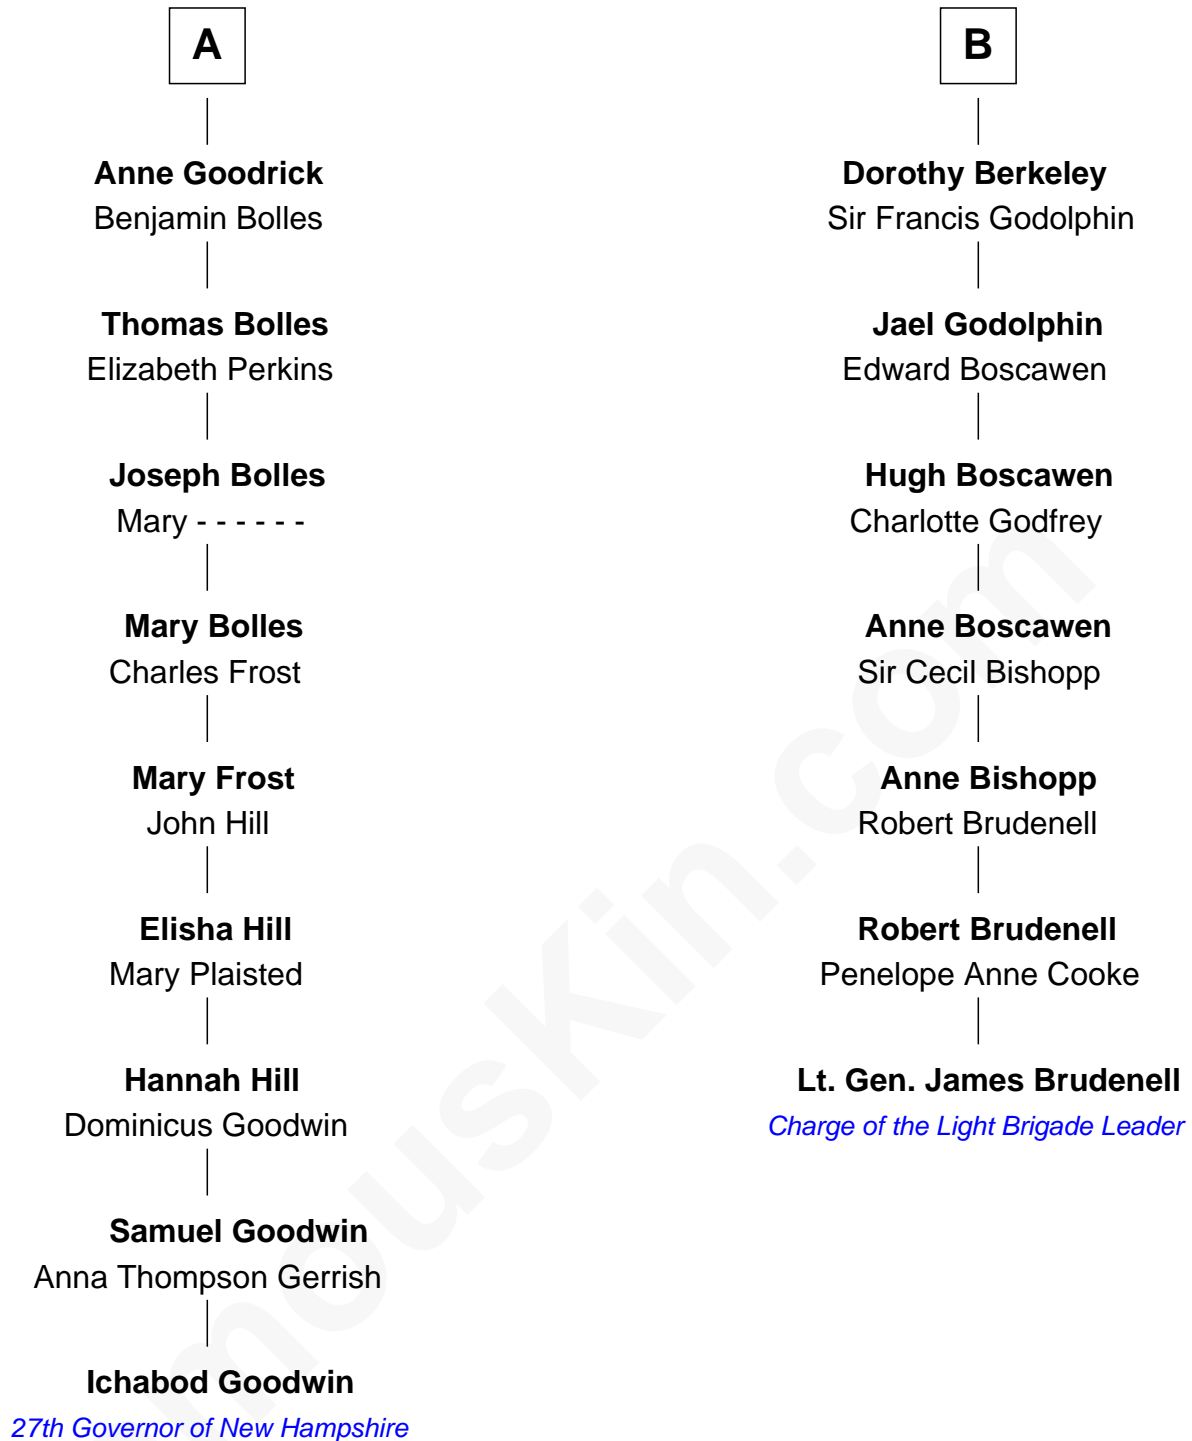 A
Anne Goodrick
Benjamin Bolles
Thomas Bolles
Elizabeth Perkins
Joseph Bolles
Mary - - - - - -
Mary Bolles
Charles Frost
Mary Frost
John Hill
Elisha Hill
Mary Plaisted
Hannah Hill
Dominicus Goodwin
Samuel Goodwin
Anna Thompson Gerrish
Ichabod Goodwin
27th Governor of New Hampshire
B
Dorothy Berkeley
Sir Francis Godolphin
Jael Godolphin
Edward Boscawen
Hugh Boscawen
Charlotte Godfrey
Anne Boscawen
Sir Cecil Bishopp
Anne Bishopp
Robert Brudenell
Robert Brudenell
Penelope Anne Cooke
Lt. Gen. James Brudenell
Charge of the Light Brigade Leader
mousKin.com